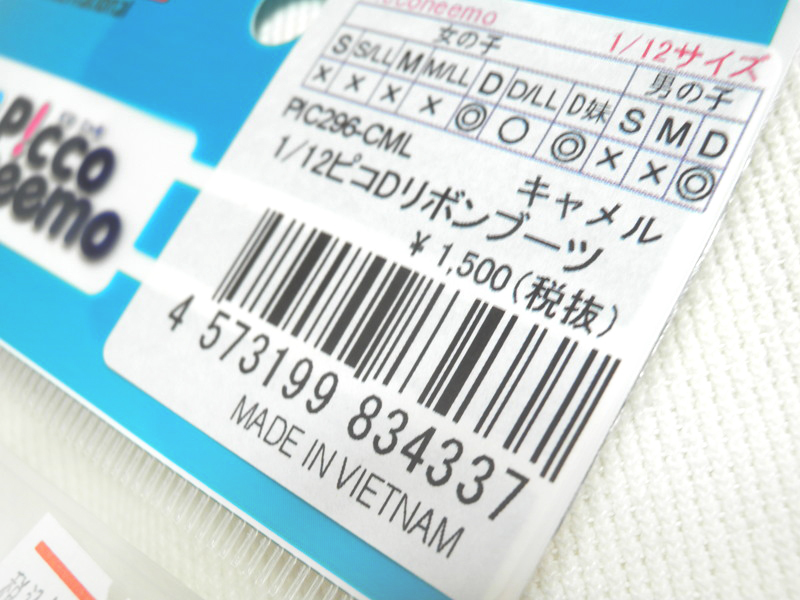 1/12サイズ
女の子 男の子
S S/LL M M/LL D D/LL D妹 S M D
× × × × ◎ ○ ◎ × × ◎
PIC296-CML
キャメル
1/12ピコDリボンブーツ
¥1,500(税抜)
4 573199 834337
MADE IN VIETNAM
picco
neemo